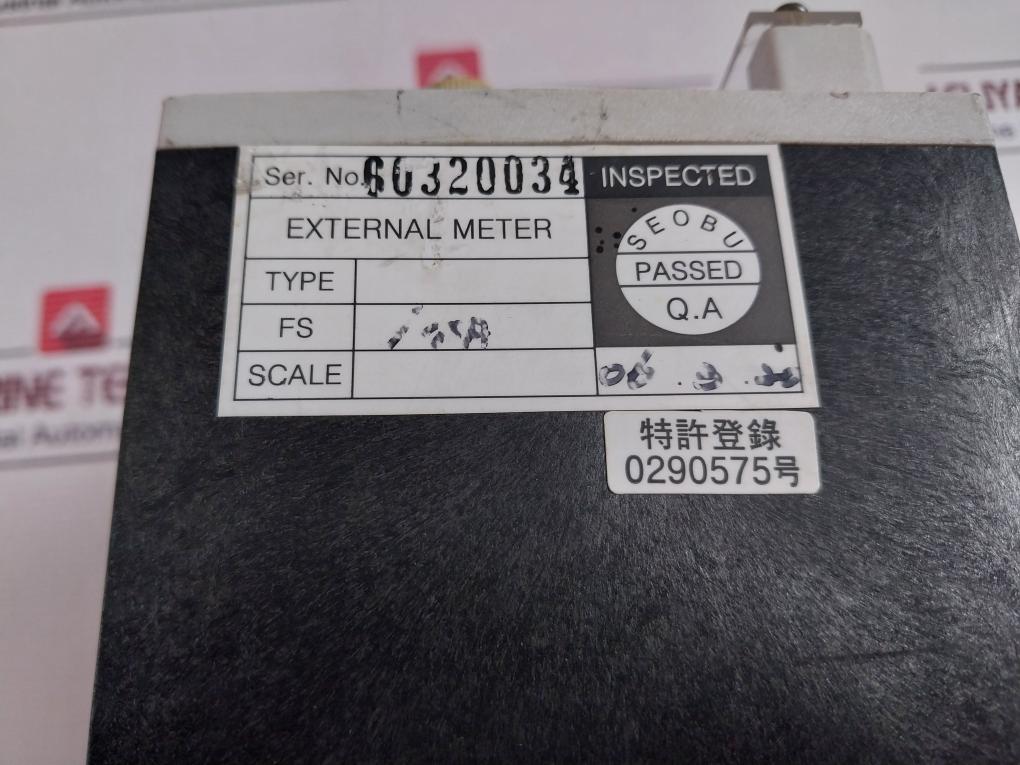 Ser. No. 60320034
INSPECTED
EXTERNAL METER
SEOBU
PASSED
Q.A
TYPE
FS
SCALE
特許登錄
0290575号